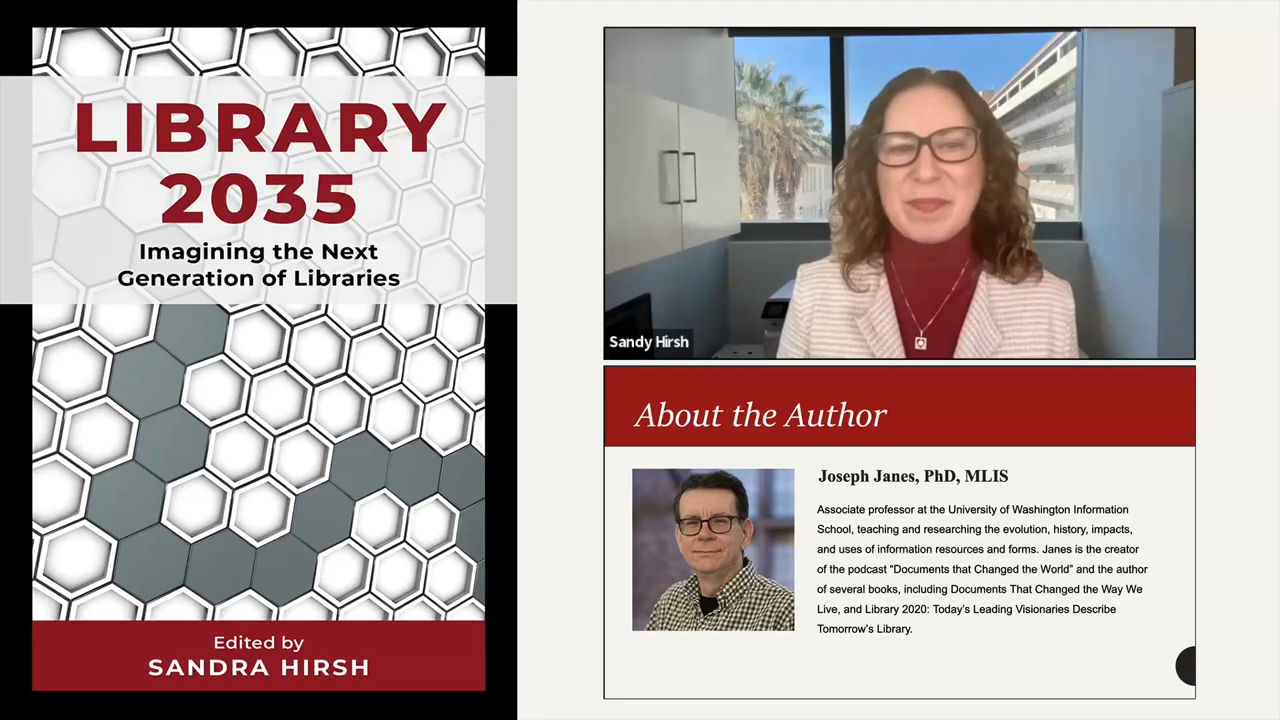 LIBRARY
2035
Imagining the Next
Generation of Libraries
Edited by
SANDRA HIRSH
Sandy Hirsh
About the Author
Joseph Janes, PhD, MLIS
Associate professor at the University of Washington Information
School, teaching and researching the evolution, history, impacts,
and uses of information resources and forms. Janes is the creator
of the podcast “Documents that Changed the World” and the author
of several books, including Documents That Changed the Way We
Live, and Library 2020: Today’s Leading Visionaries Describe
Tomorrow’s Library.